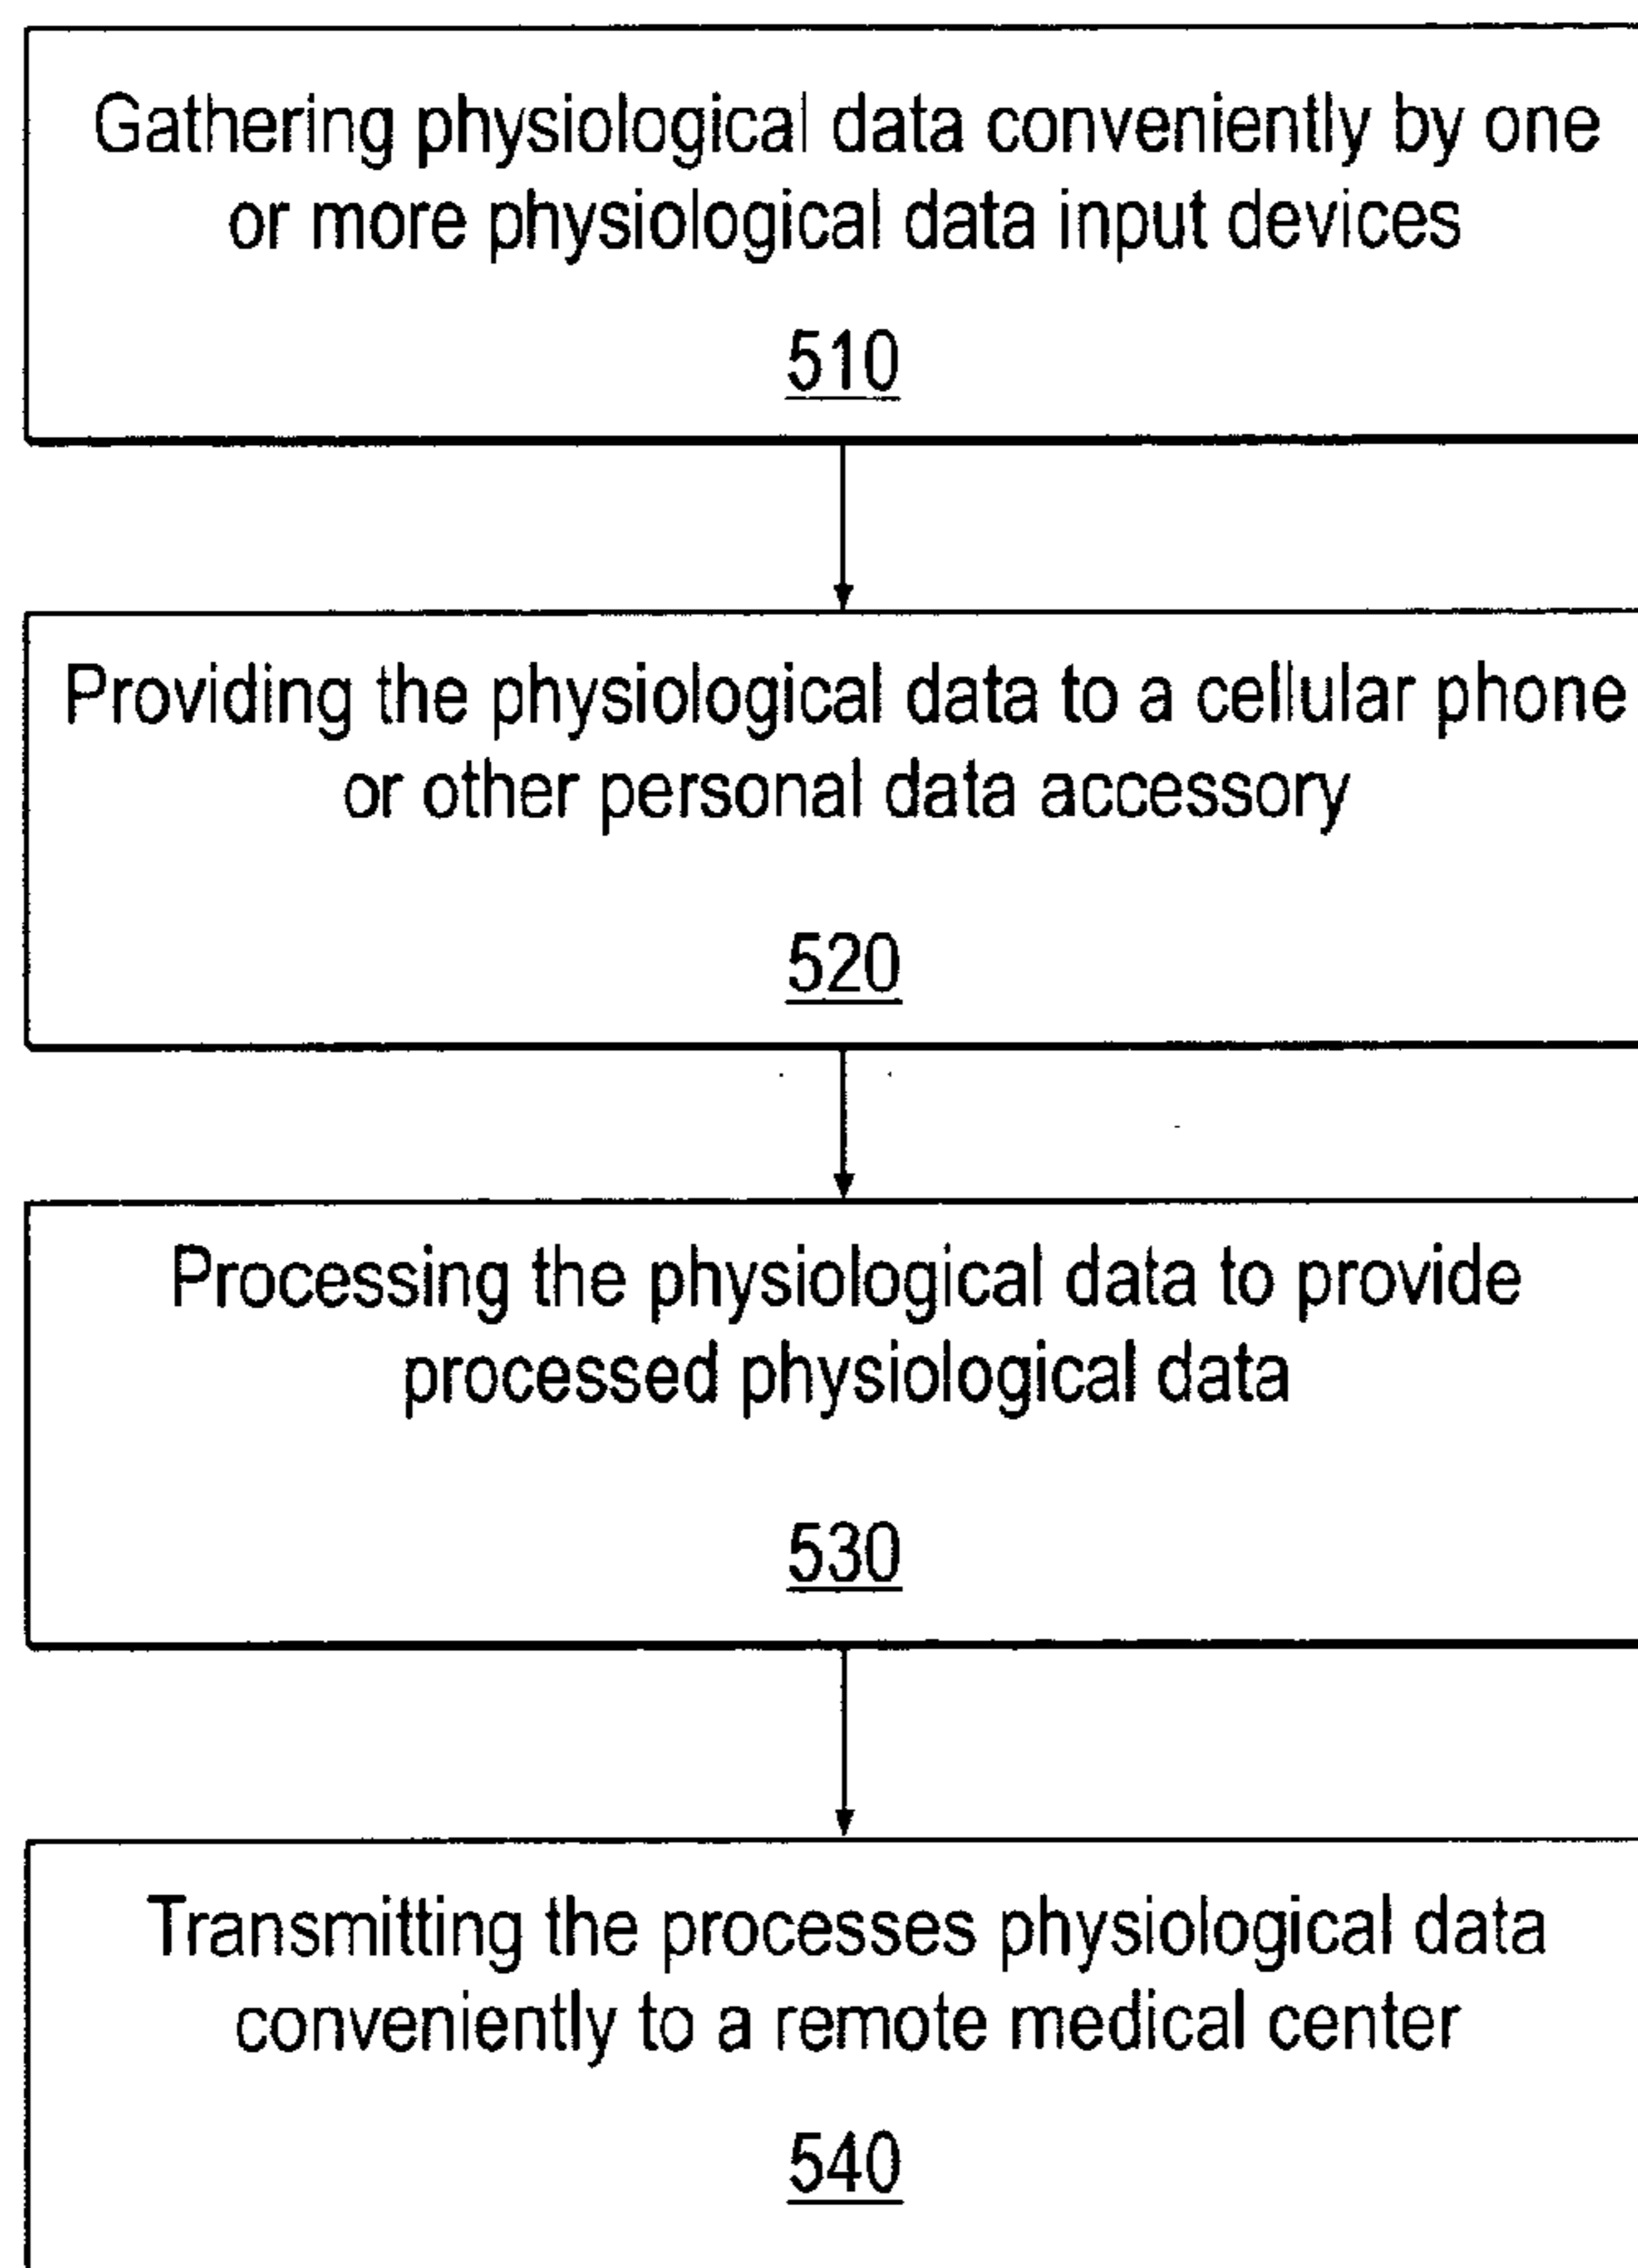 Gathering physiological data conveniently by one
or more physiological data input devices
510
Providing the physiological data to a cellular phone
or other personal data accessory
520
Processing the physiological data to provide
processed physiological data
530
Transmitting the processes physiological data
conveniently to a remote medical center
540